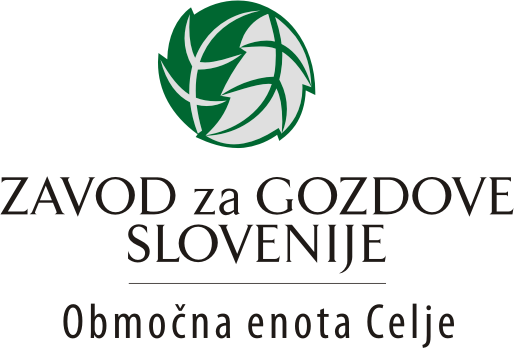 ZAVOD za GOZDOVE
SLOVENIJE
Območna enota Celje